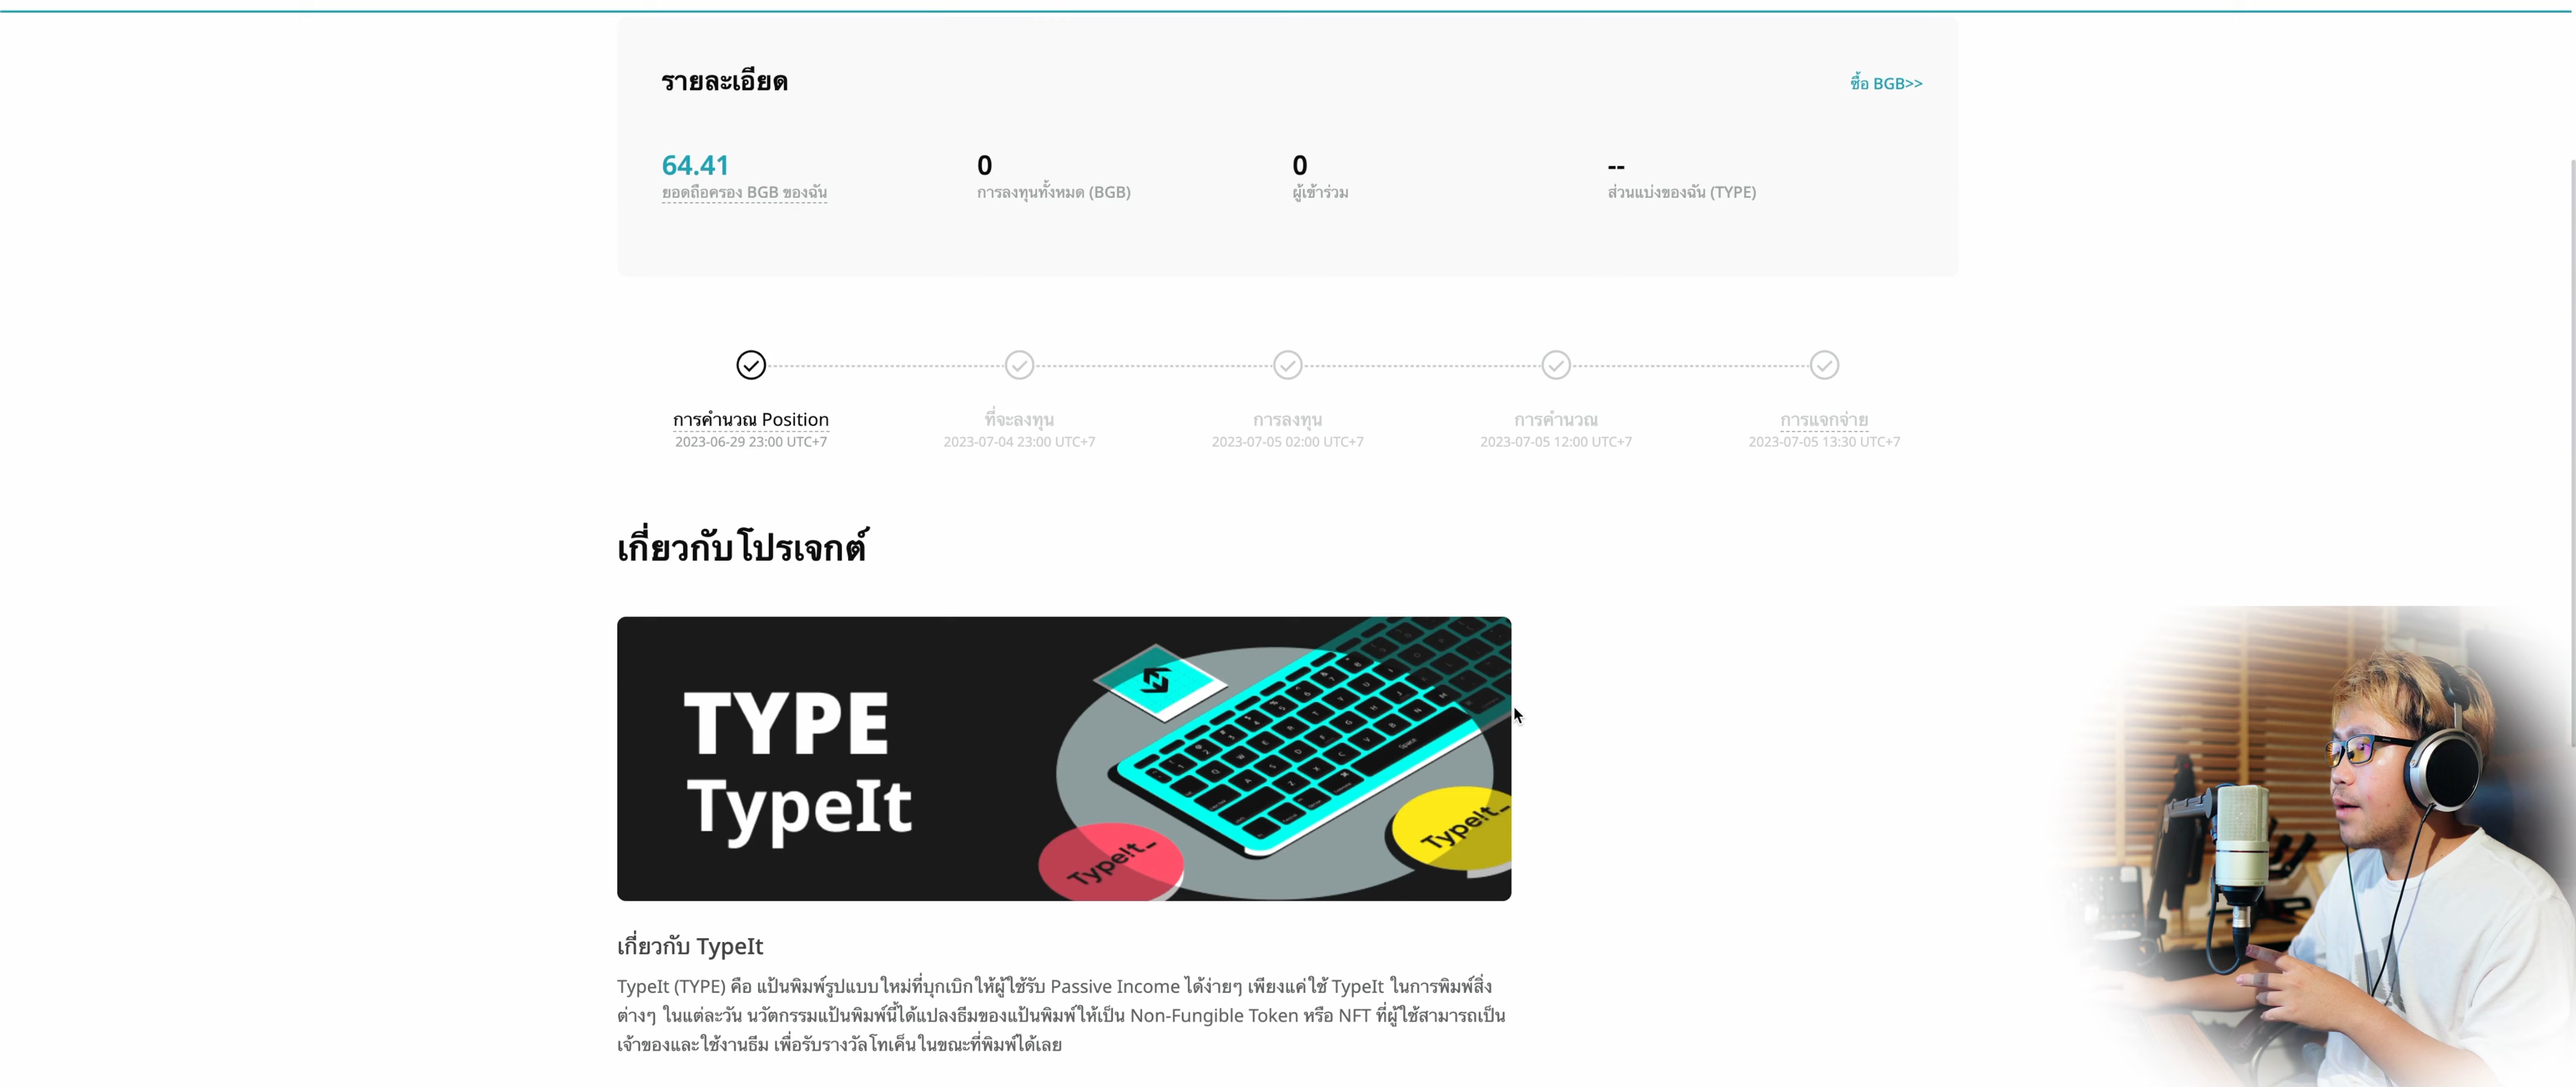 รายละเอียด
ซื้อ BGB>>
64.41
0
0
--
ยอดถือครอง BGB ของฉัน
การลงทุนทั้งหมด (BGB)
ผู้เข้าร่วม
ส่วนแบ่งของฉัน (TYPE)
การคำนวณ Position
ที่จะลงทุน
การลงทุน
การคำนวณ
การแจกจ่าย
2023-06-29 23:00 UTC+7
2023-07-04 23:00 UTC+7
2023-07-05 02:00 UTC+7
2023-07-05 12:00 UTC+7
2023-07-05 13:30 UTC+7
เกี่ยวกับโปรเจกต์
TYPE
TypeIt
TypeIt_
TypeIt_
เกี่ยวกับ TypeIt
TypeIt (TYPE) คือ แป้นพิมพ์รูปแบบใหม่ที่บุกเบิกให้ผู้ใช้รับ Passive Income ได้ง่ายๆ เพียงแค่ใช้ TypeIt ในการพิมพ์สิ่ง
ต่างๆ ในแต่ละวัน นวัตกรรมแป้นพิมพ์นี้ได้แปลงธีมของแป้นพิมพ์ให้เป็น Non-Fungible Token หรือ NFT ที่ผู้ใช้สามารถเป็น
เจ้าของและใช้งานธีม เพื่อรับรางวัลโทเค็นในขณะที่พิมพ์ได้เลย